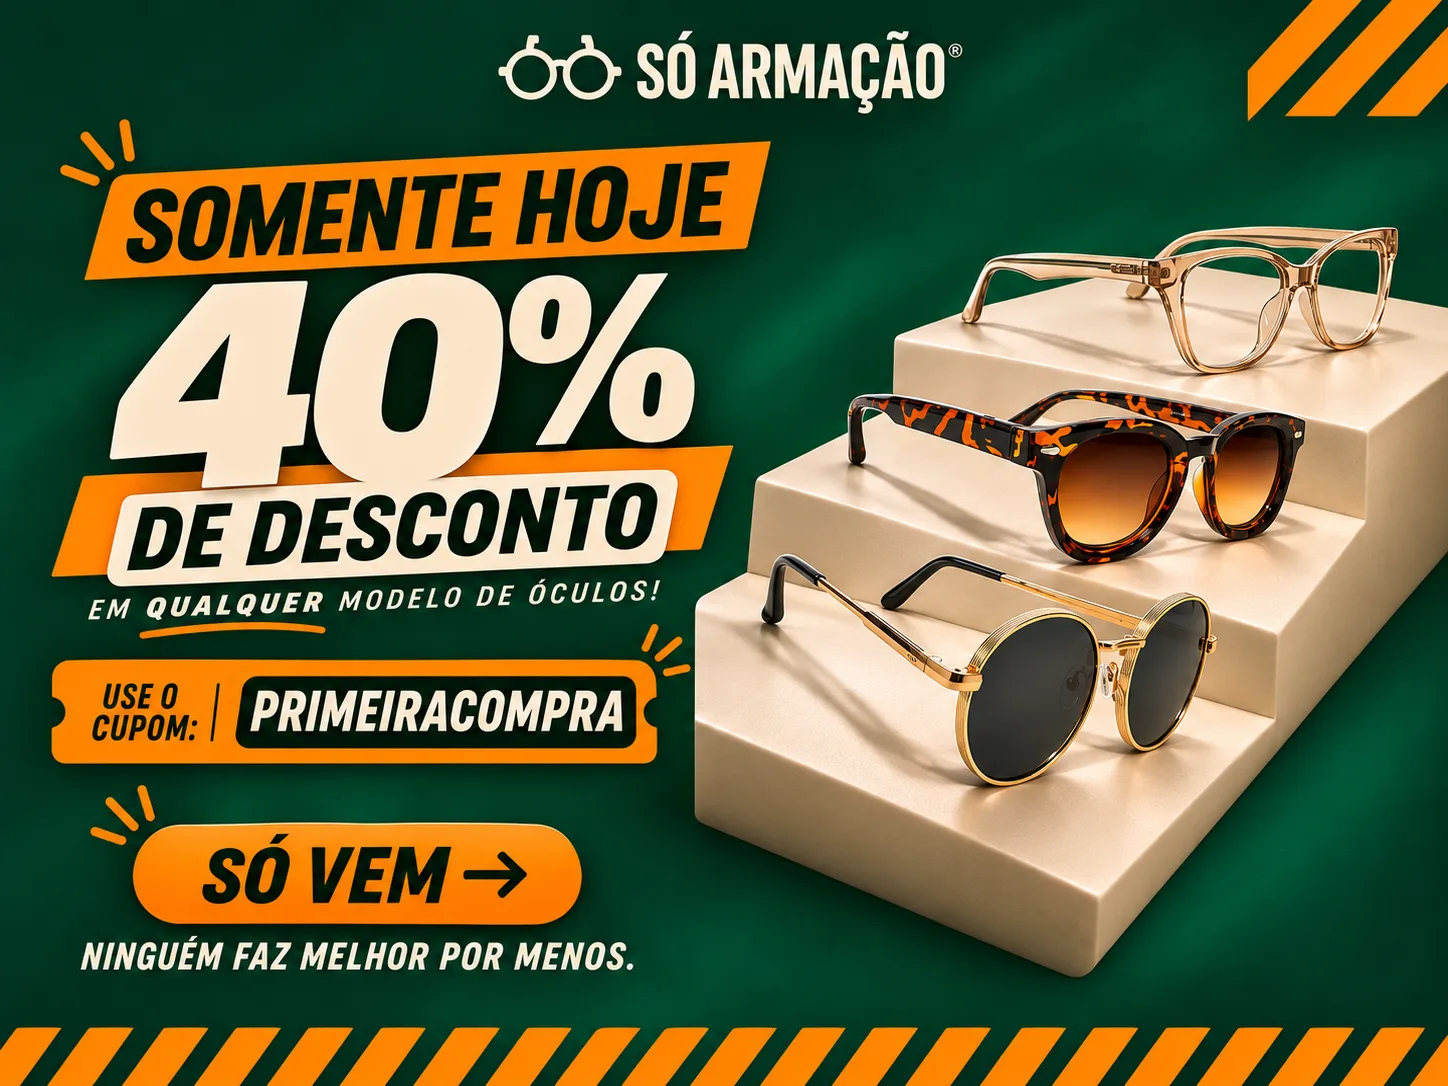 SÓ ARMAÇÃO®
SOMENTE HOJE
40%
DE DESCONTO
EM QUALQUER MODELO DE ÓCULOS!
USE O
CUPOM:
PRIMEIRACOMPRA
SÓ VEM →
NINGUÉM FAZ MELHOR POR MENOS.